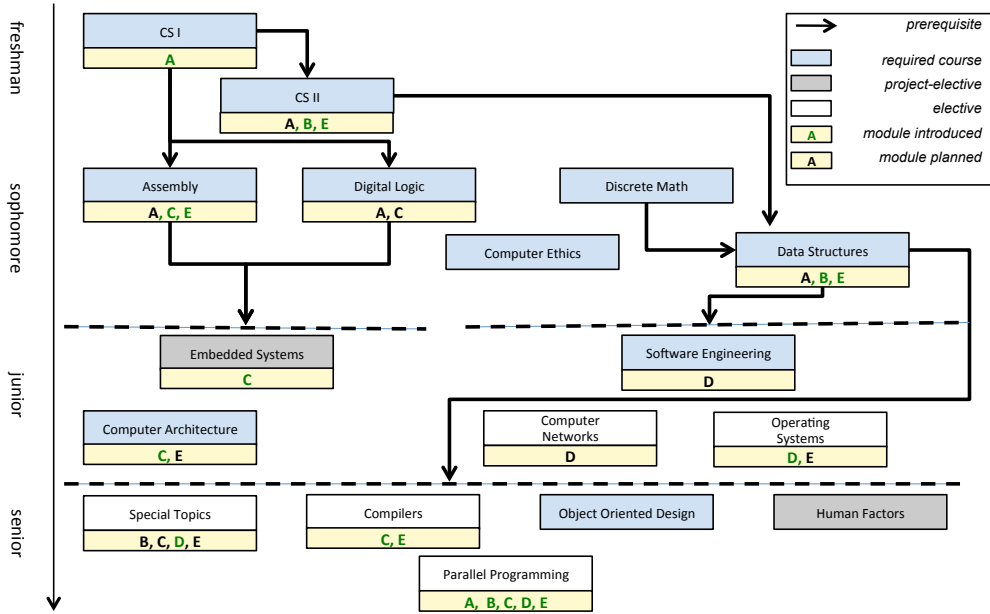 freshman
CS I
A
CS II
A, B, E
prerequisite
required course
project-elective
elective
A module introduced
A module planned
sophomore
Assembly
A, C, E
Digital Logic
A, C
Discrete Math
Computer Ethics
Data Structures
A, B, E
junior
Embedded Systems
C
Software Engineering
D
Computer Architecture
C, E
Computer
Networks
D
Operating
Systems
D, E
senior
Special Topics
B, C, D, E
Compilers
C, E
Object Oriented Design
Human Factors
Parallel Programming
A, B, C, D, E